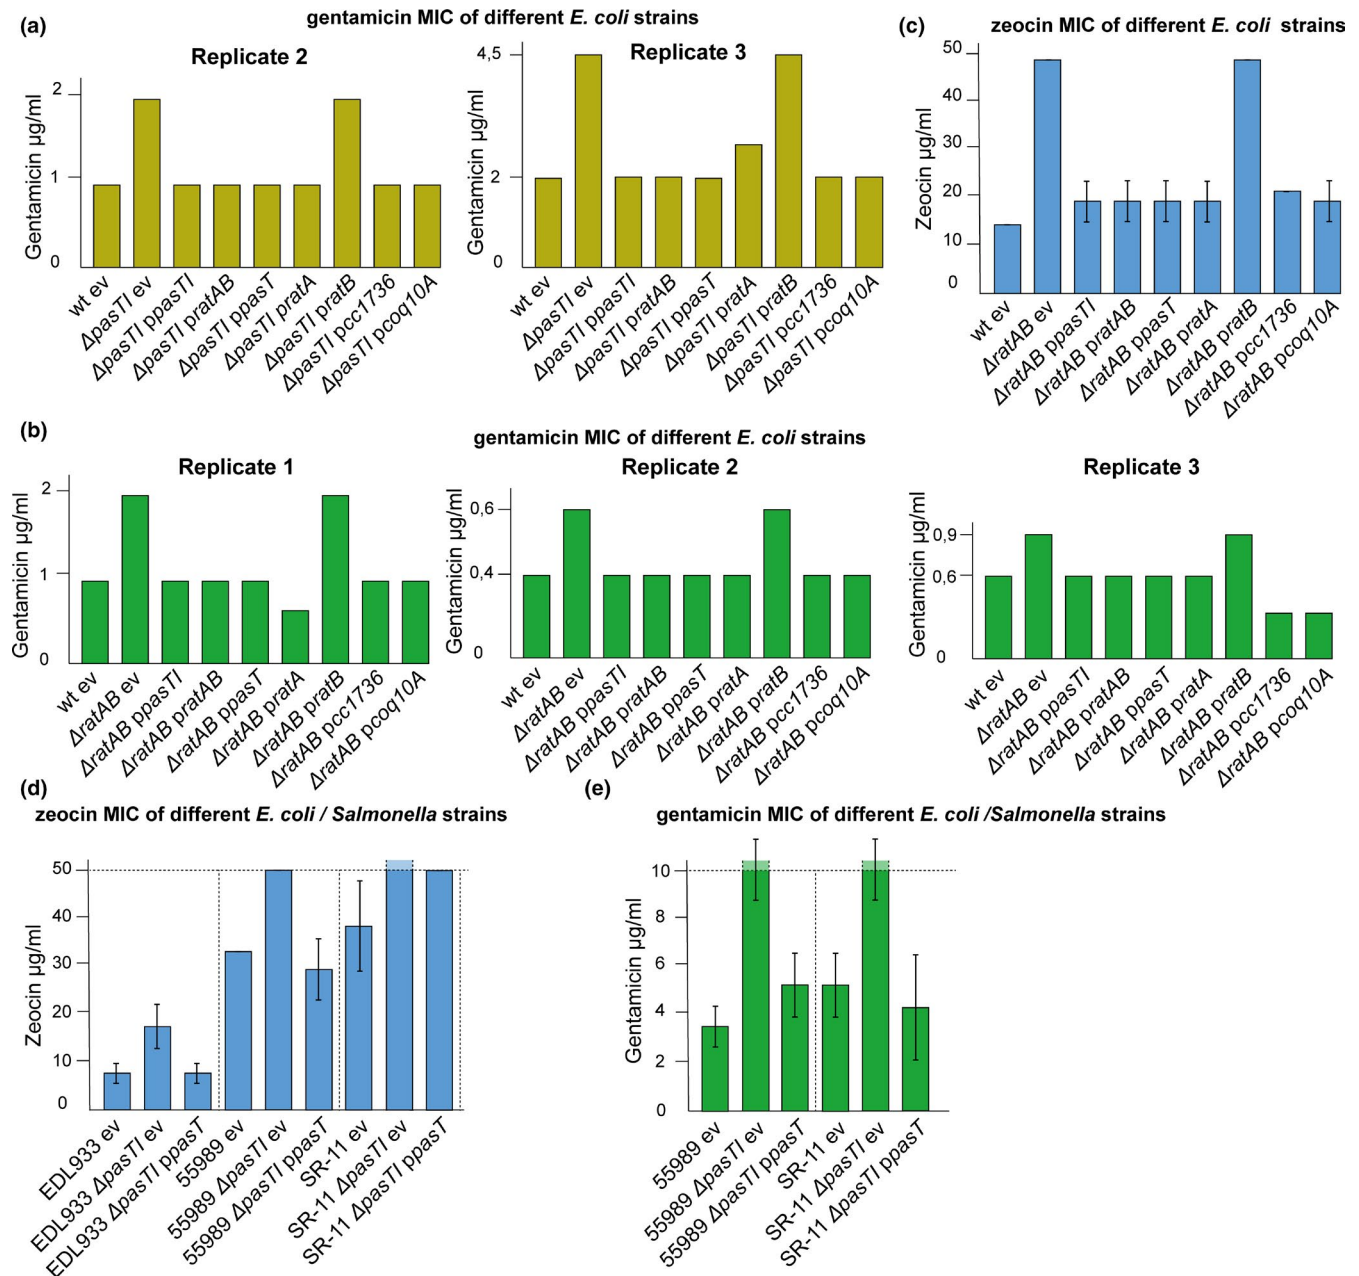 (a)
gentamicin MIC of different E. coli strains
Replicate 2
Gentamicin µg/ml
2
1
0
wt ev
ΔpasTI ev
ΔpasTI ppasTI
ΔpasTI pratAB
ΔpasTI ppasT
ΔpasTI pratA
ΔpasTI pratB
ΔpasTI pcc1736
ΔpasTI pcoq10A
Replicate 3
Gentamicin µg/ml
4,5
2
0
wt ev
ΔpasTI ev
ΔpasTI ppasTI
ΔpasTI pratAB
ΔpasTI ppasT
ΔpasTI pratA
ΔpasTI pratB
ΔpasTI pcc1736
ΔpasTI pcoq10A
(c)
zeocin MIC of different E. coli strains
Zeocin µg/ml
50
40
30
20
10
0
wt ev
ΔratAB ev
ΔratAB ppasTI
ΔratAB pratAB
ΔratAB ppasT
ΔratAB pratA
ΔratAB pratB
ΔratAB pcc1736
ΔratAB pcoq10A
(b)
gentamicin MIC of different E. coli strains
Replicate 1
Gentamicin µg/ml
2
1
0
wt ev
ΔratAB ev
ΔratAB ppasTI
ΔratAB pratAB
ΔratAB ppasT
ΔratAB pratA
ΔratAB pratB
ΔratAB pcc1736
ΔratAB pcoq10A
Replicate 2
Gentamicin µg/ml
0,6
0,4
0
wt ev
ΔratAB ev
ΔratAB ppasTI
ΔratAB pratAB
ΔratAB ppasT
ΔratAB pratA
ΔratAB pratB
ΔratAB pcc1736
ΔratAB pcoq10A
Replicate 3
Gentamicin µg/ml
0,9
0,6
0
wt ev
ΔratAB ev
ΔratAB ppasTI
ΔratAB pratAB
ΔratAB ppasT
ΔratAB pratA
ΔratAB pratB
ΔratAB pcc1736
ΔratAB pcoq10A
(d)
zeocin MIC of different E. coli / Salmonella strains
Zeocin µg/ml
50
40
30
20
10
0
EDL933 ev
EDL933 ΔpasTI ev
EDL933 ΔpasTI ppasT
55989 ev
55989 ΔpasTI ev
55989 ΔpasTI ppasT
SR-11 ev
SR-11 ΔpasTI ev
SR-11 ΔpasTI ppasT
(e)
gentamicin MIC of different E. coli /Salmonella strains
Gentamicin µg/ml
10
8
6
4
2
0
55989 ev
55989 ΔpasTI ev
55989 ΔpasTI ppasT
SR-11 ev
SR-11 ΔpasTI ev
SR-11 ΔpasTI ppasT